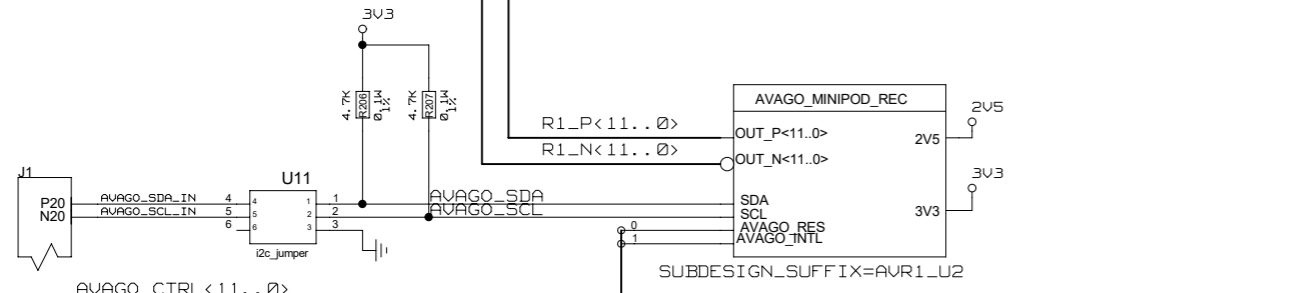 3V3
4.7K R206 0.1W 1%
4.7K R207 0.1W 1%
AVAGO_MINIPOD_REC
2V5
R1_P<11..0>
OUT_P<11..0>
2V5
R1_N<11..0>
OUT_N<11..0>
J1
U11
3V3
P20 AVAGO_SDA_IN 4 4 1 1 AVAGO_SDA SDA
N20 AVAGO_SCL_IN 5 5 2 2 AVAGO_SCL SCL
3V3
6 6 3 3
0 AVAGO_RES
1 AVAGO_INTL
i2c_jumper
SUBDESIGN_SUFFIX=AVR1_U2
AVAGO_CTRL<11..0>